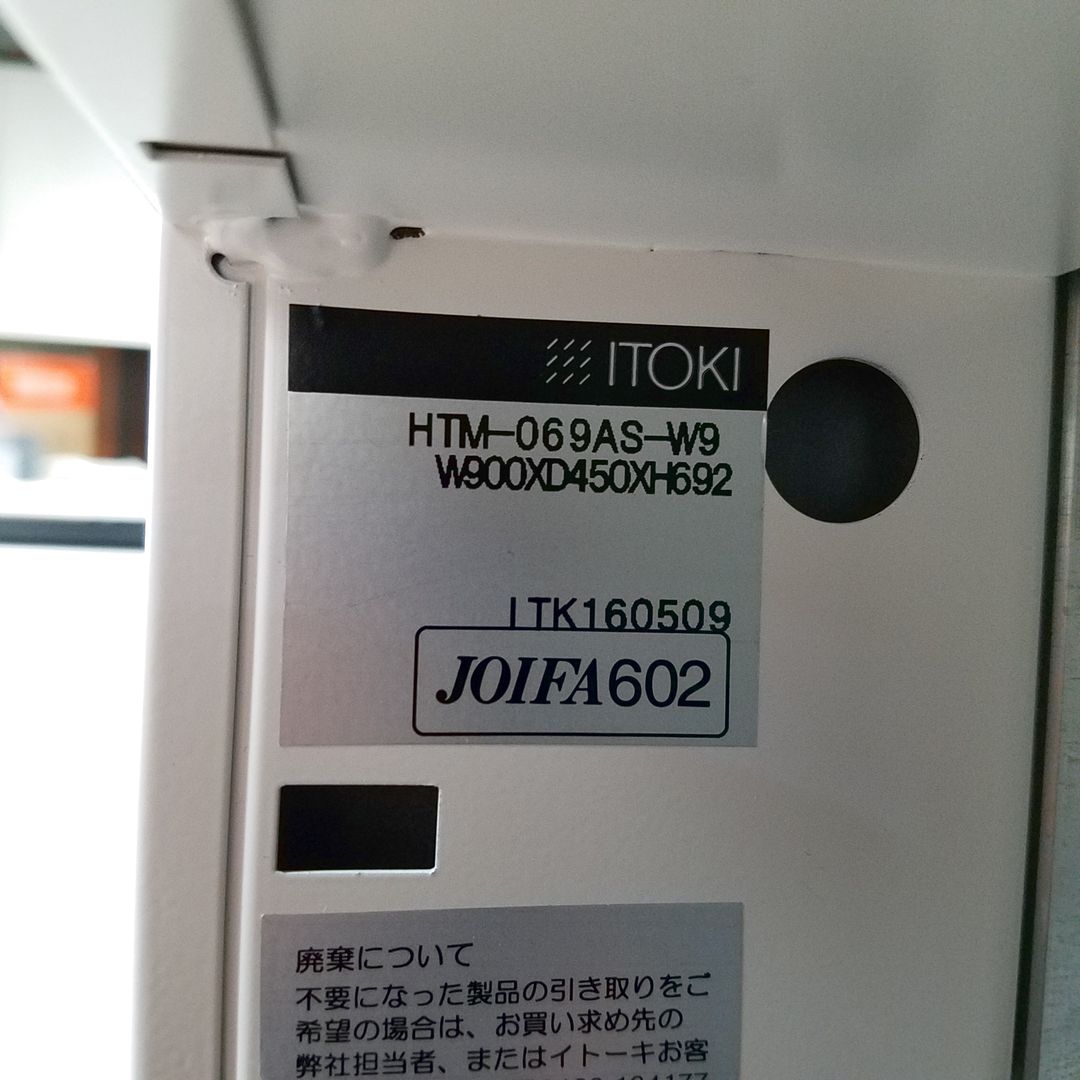 ITOKI
HTM-069AS-W9
W900XD450XH692
ITK160509
JOIFA602
廃棄について
不要になった製品の引き取りをご
希望の場合は、お買い求め先の
弊社担当者、またはイトーキお客